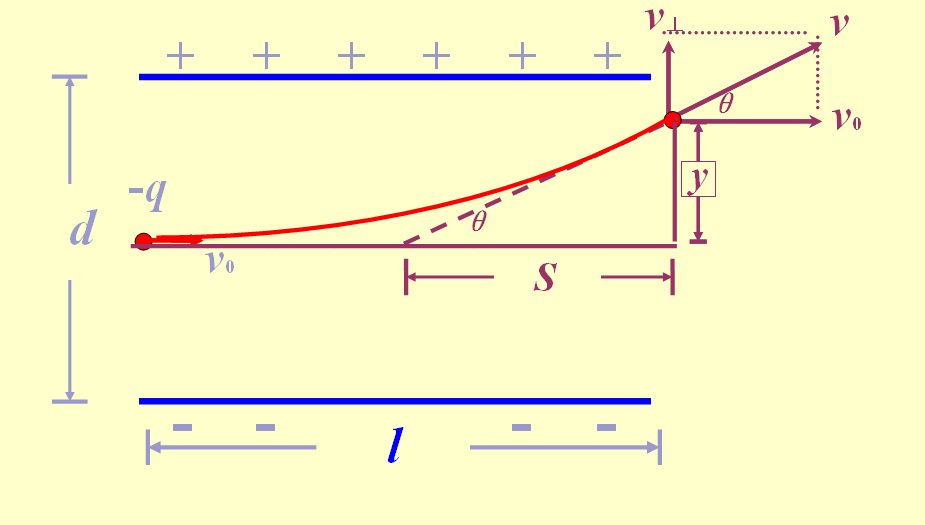 v⊥
v
+ + + + + +
θ
v₀
-q
y
d
θ
v₀
S
- - - -
l